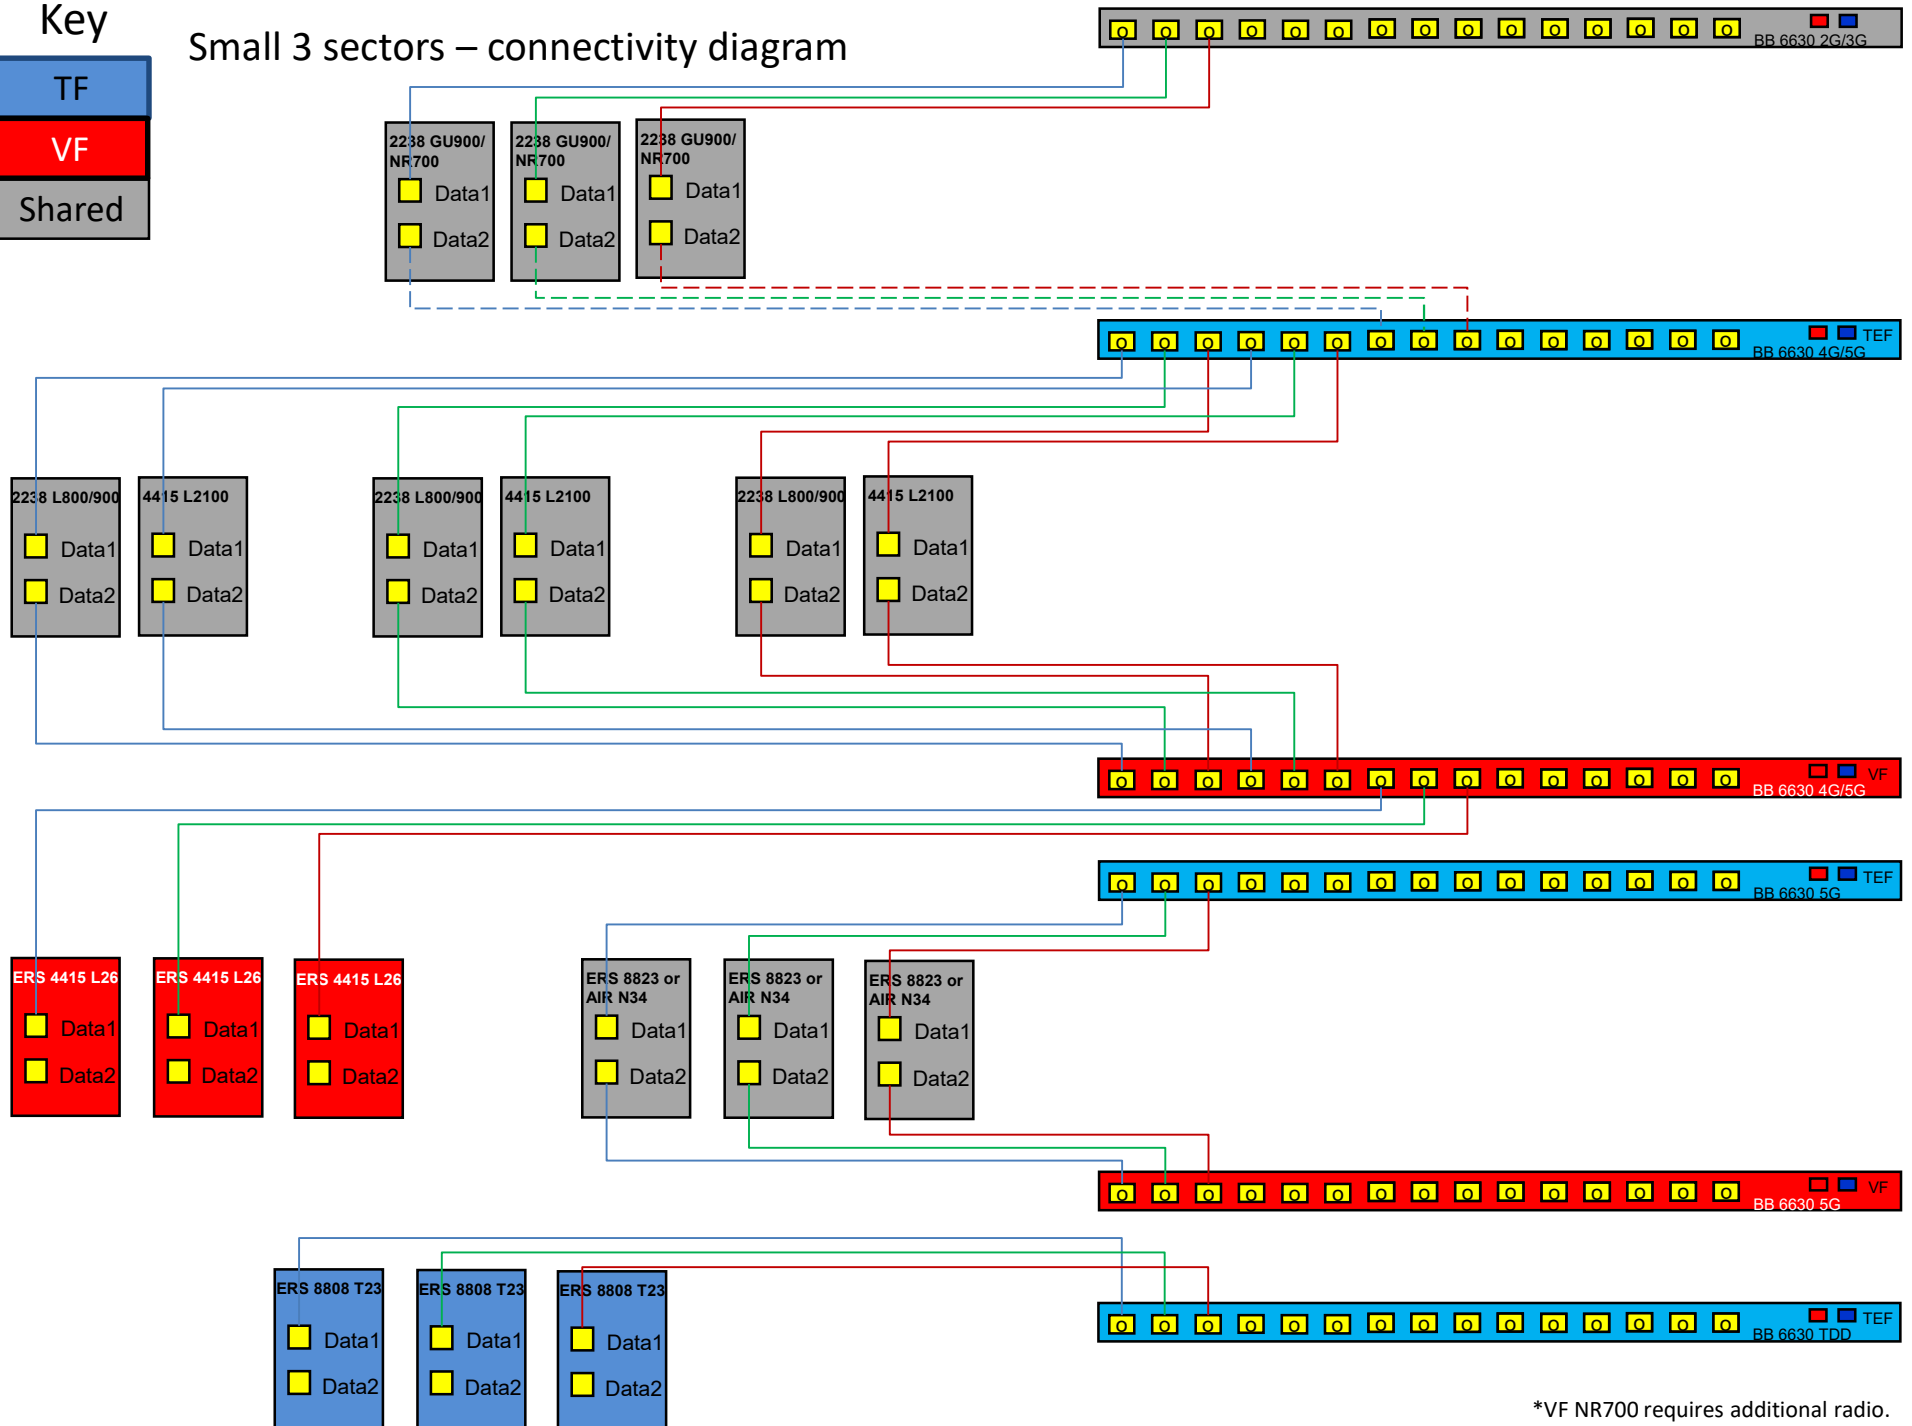 Key
TF
VF
Shared
Small 3 sectors – connectivity diagram
O O O O O O O O O O O O O O O
BB 6630 2G/3G
2238 GU900/
NR700
Data1
Data2
2238 GU900/
NR700
Data1
Data2
2238 GU900/
NR700
Data1
Data2
O O O O O O O O O O O O O O O
TEF
BB 6630 4G/5G
2238 L800/900
Data1
Data2
4415 L2100
Data1
Data2
2238 L800/900
Data1
Data2
4415 L2100
Data1
Data2
2238 L800/900
Data1
Data2
4415 L2100
Data1
Data2
O O O O O O O O O O O O O O O
VF
BB 6630 4G/5G
O O O O O O O O O O O O O O O
TEF
BB 6630 5G
ERS 4415 L26
Data1
Data2
ERS 4415 L26
Data1
Data2
ERS 4415 L26
Data1
Data2
ERS 8823 or
AIR N34
Data1
Data2
ERS 8823 or
AIR N34
Data1
Data2
ERS 8823 or
AIR N34
Data1
Data2
O O O O O O O O O O O O O O O
VF
BB 6630 5G
ERS 8808 T23
Data1
Data2
ERS 8808 T23
Data1
Data2
ERS 8808 T23
Data1
Data2
O O O O O O O O O O O O O O O
TEF
BB 6630 TDD
*VF NR700 requires additional radio.